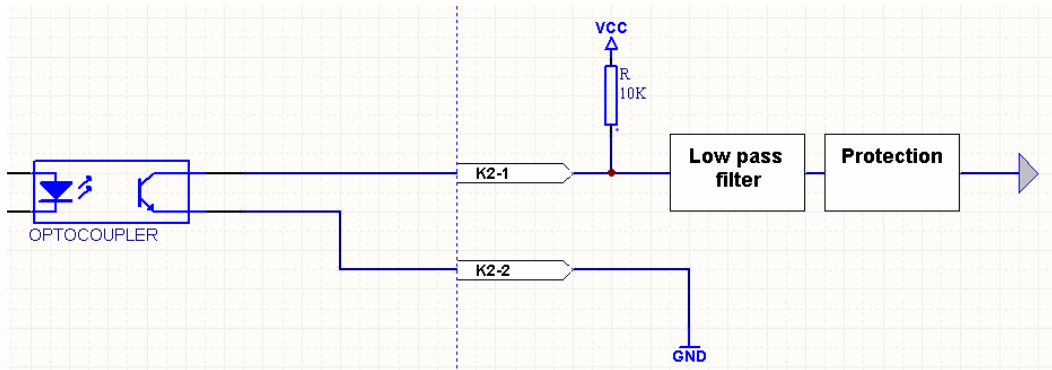 VCC
R
10K
K2-1
Low pass
filter
Protection
OPTOCOUPLER
K2-2
GND